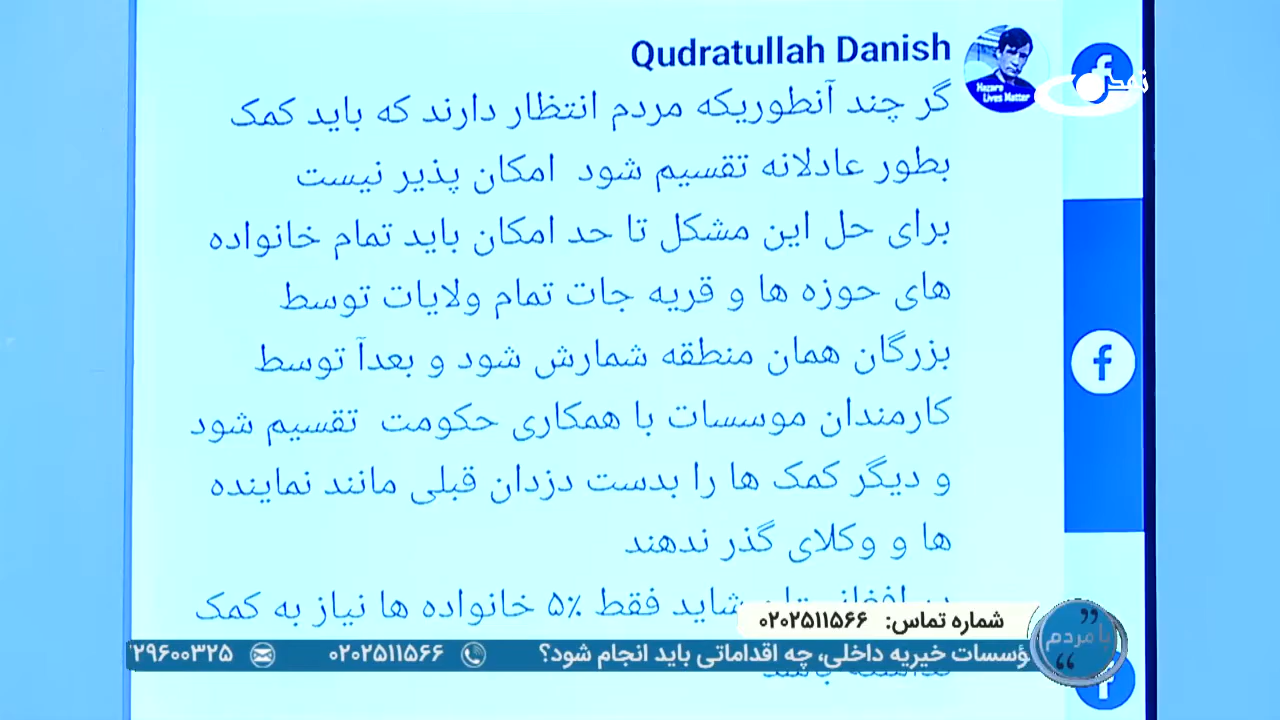 Qudratullah Danish
Hazara
Lives Matter
گر چند آنطوریکه مردم انتظار دارند که باید کمک
بطور عادلانه تقسیم شود امکان پذیر نیست
برای حل این مشکل تا حد امکان باید تمام خانواده
های حوزه ها و قریه جات تمام ولایات توسط
بزرگان همان منطقه شمارش شود و بعدآ توسط
کارمندان موسسات با همکاری حکومت تقسیم شود
و دیگر کمک ها را بدست دزدان قبلی مانند نماینده
ها و وکلای گذر ندهند
شاید فقط ۵٪ خانواده ها نیاز به کمک
شماره تماس: ۰۲۰۲۵۱۱۵۶۶
با مردم
ؤسسات خیریه داخلی، چه اقداماتی باید انجام شود؟ ۰۲۰۲۵۱۱۵۶۶ ۲۹۶۰۰۳۲۵